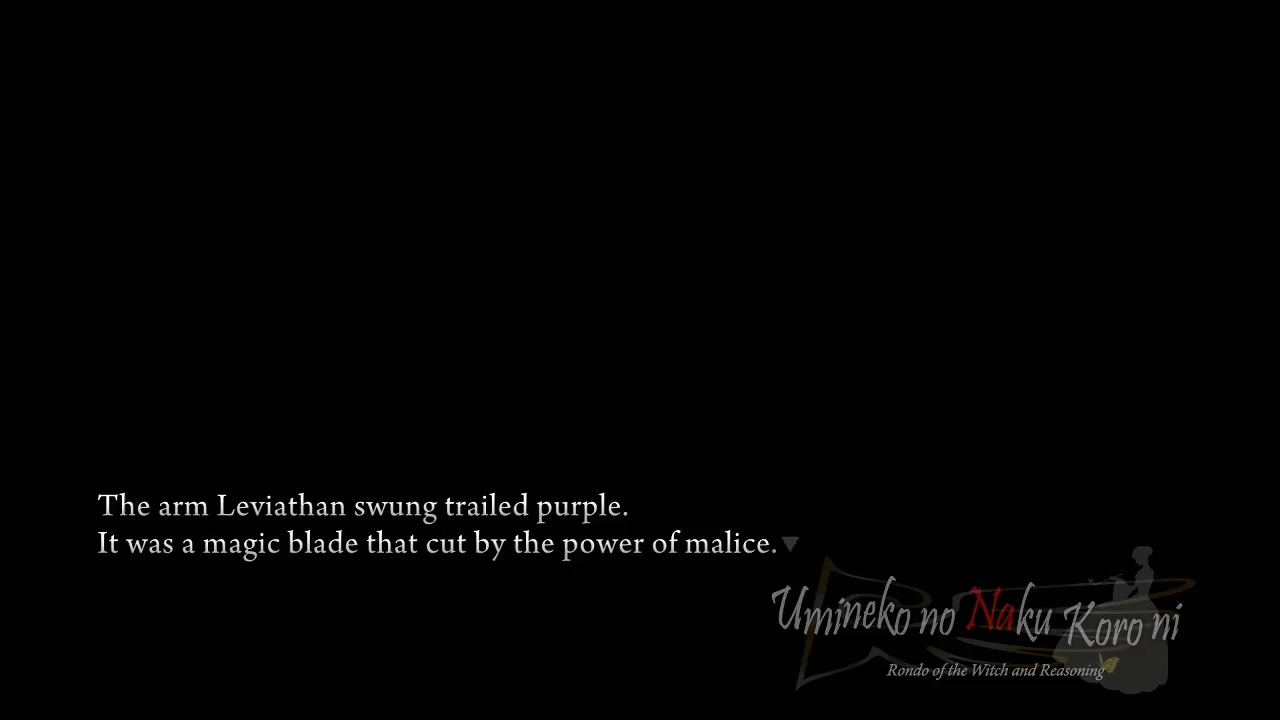 The arm Leviathan swung trailed purple.
It was a magic blade that cut by the power of malice.
Umineko no Naku Koro ni
Rondo of the Witch and Reasoning